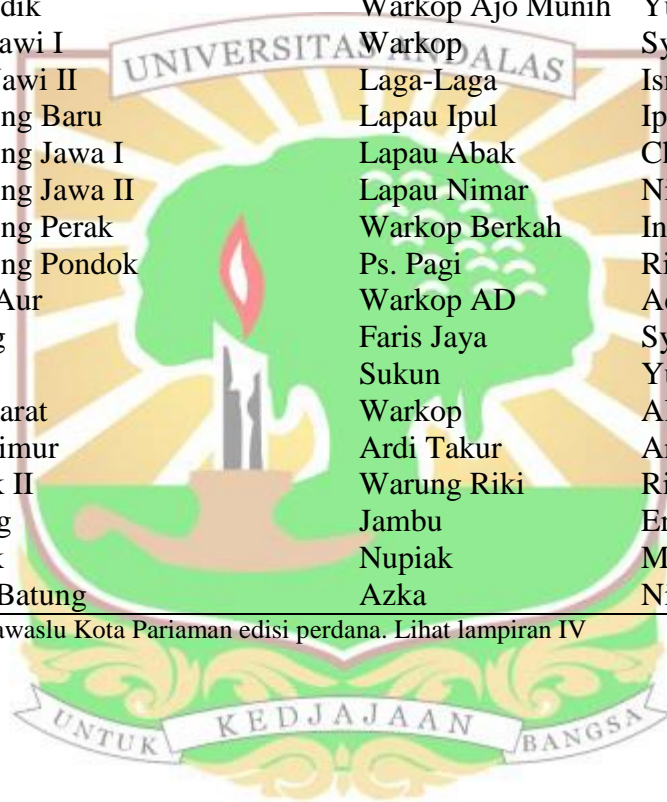 dik Warkop Ajo Munih
awi I Warkop
awi II Laga-Laga
ng Baru Lapau Ipul
ng Jawa I Lapau Abak
ng Jawa II Lapau Nimar
ng Perak Warkop Berkah
ng Pondok Ps. Pagi
Aur Warkop AD
g Faris Jaya
Sukun
arat Warkop
imur Ardi Takur
k II Warung Riki
g Jambu
k Nupiak
Batung Azka
awaslu Kota Pariaman edisi perdana. Lihat lampiran IV
UNIVERSITAS ANDALAS
UNTUK KEDJAJAAN BANGSA